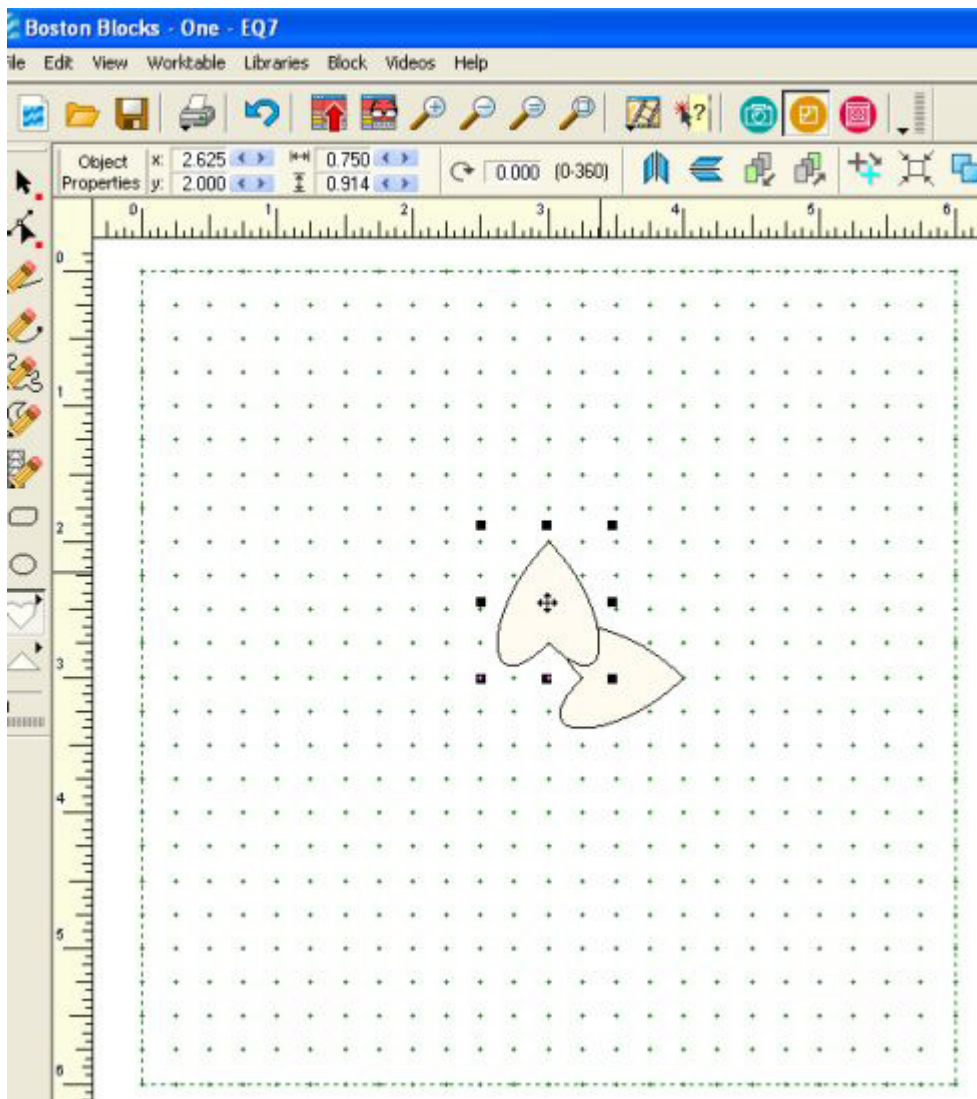 Boston Blocks - One - EQ7
ile Edit View Worktable Libraries Block Videos Help
Object Properties x: 2.625 0.750 0.000 (0-360)
y: 2.000 0.914
0 1 2 3 4 5 6
0
1
2
3
4
5
6